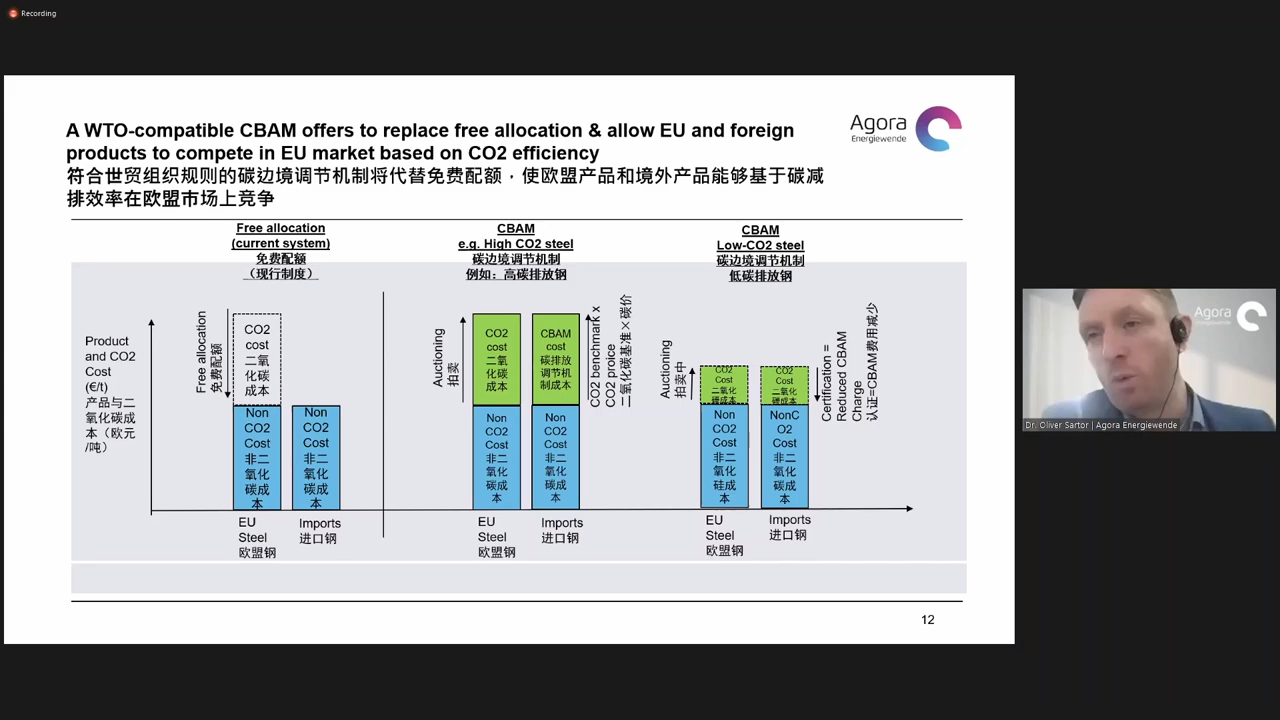 Recording
A WTO-compatible CBAM offers to replace free allocation & allow EU and foreign
products to compete in EU market based on CO2 efficiency
符合世贸组织规则的碳边境调节机制将代替免费配额，使欧盟产品和境外产品能够基于碳减
排效率在欧盟市场上竞争
Agora
Energiewende
Free allocation
(current system)
免费配额
（现行制度）
CBAM
e.g. High CO2 steel
碳边境调节机制
例如：高碳排放钢
CBAM
Low-CO2 steel
碳边境调节机制
低碳排放钢
Product
and CO2
Cost
(€/t)
产品与二
氧化碳成
本（欧元
/吨）
Free allocation
免费配额
CO2
cost
二氧
化碳
成本
Non
CO2
Cost
非二
氧化
碳成
本
Non
CO2
Cost
非二
氧化
碳成
本
EU
Steel
欧盟钢
Imports
进口钢
Auctioning
拍卖
CO2
cost
二氧
化碳
成本
CBAM
cost
碳排放
调节机
制成本
CO2 benchmark x
CO2 proice
二氧化碳基准×碳价
Non
CO2
Cost
非二
氧化
碳成
本
Non
CO2
Cost
非二
氧化
碳成
本
EU
Steel
欧盟钢
Imports
进口钢
Auctioning
拍卖中
CO2
Cost
二氧化
碳成本
CO2
Cost
二氧化
碳成本
Certification =
Reduced CBAM
Charge
认证=CBAM费用减少
Non
CO2
Cost
非二
氧化
硅成
本
NonC
O2
Cost
非二
氧化
碳成
本
EU
Steel
欧盟钢
Imports
进口钢
12
Agora
Energiewende
Dr. Oliver Sartor | Agora Energiewende